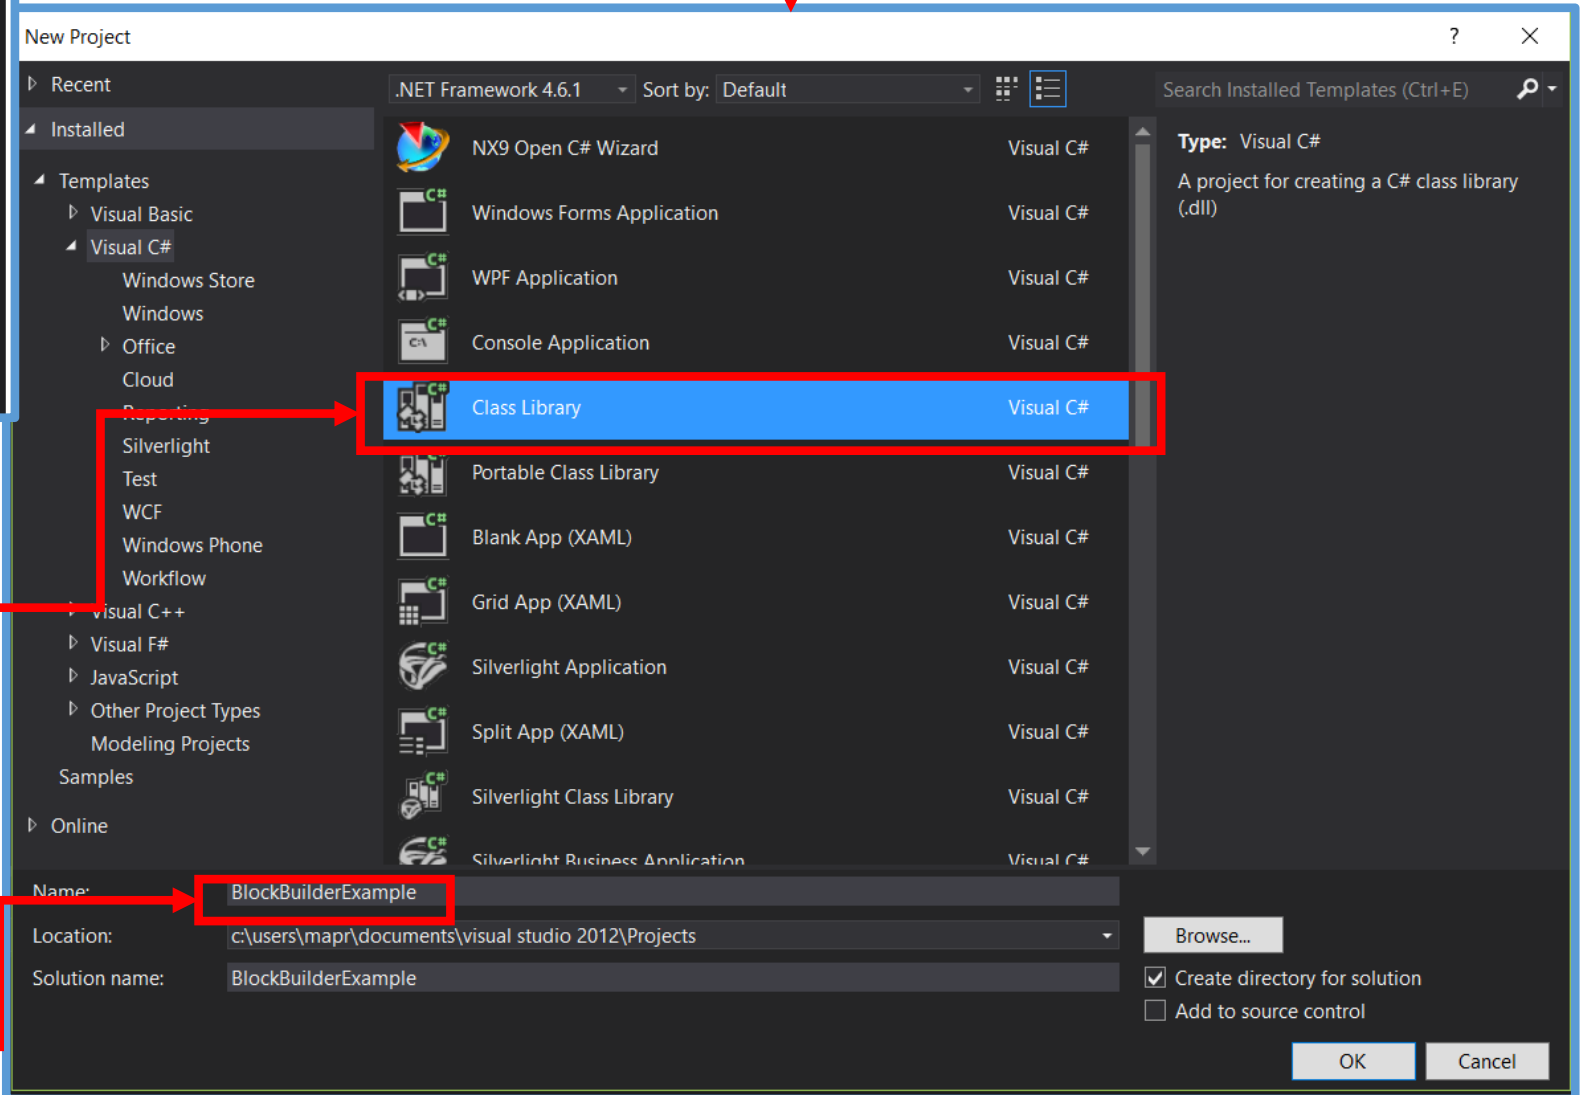 New Project
?
Recent
.NET Framework 4.6.1
Sort by:
Default
Search Installed Templates (Ctrl+E)
Installed
Templates
Visual Basic
Visual C#
Windows Store
Windows
Office
Cloud
Reporting
Silverlight
Test
WCF
Windows Phone
Workflow
Visual C++
Visual F#
JavaScript
Other Project Types
Modeling Projects
Samples
Online
NX9 Open C# Wizard Visual C#
Windows Forms Application Visual C#
WPF Application Visual C#
Console Application Visual C#
Class Library Visual C#
Portable Class Library Visual C#
Blank App (XAML) Visual C#
Grid App (XAML) Visual C#
Silverlight Application Visual C#
Split App (XAML) Visual C#
Silverlight Class Library Visual C#
Silverlight Business Application Visual C#
Type: Visual C#
A project for creating a C# class library
(.dll)
Name: BlockBuilderExample
Location: c:\users\mapr\documents\visual studio 2012\Projects
Browse...
Solution name: BlockBuilderExample
Create directory for solution
Add to source control
OK
Cancel